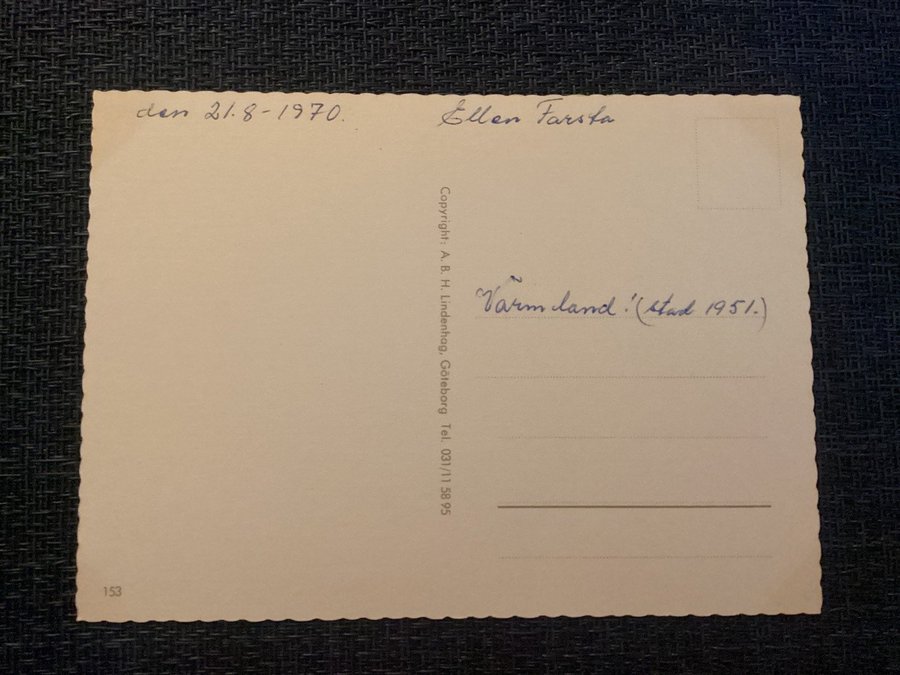 den 21.8-1970.
Ellen Farsta
Copyright: A. B. H. Lindenhag, Göteborg Tel. 031/11 58 95
Värmland! (stad 1951.)
153